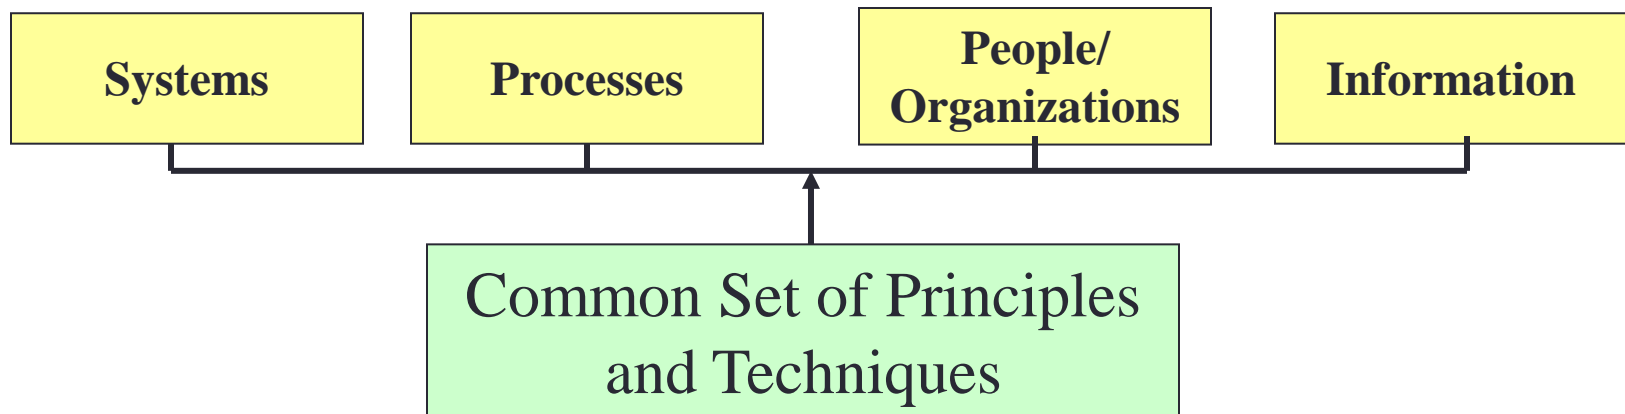 Systems
Processes
People/
Organizations
Information
Common Set of Principles
and Techniques